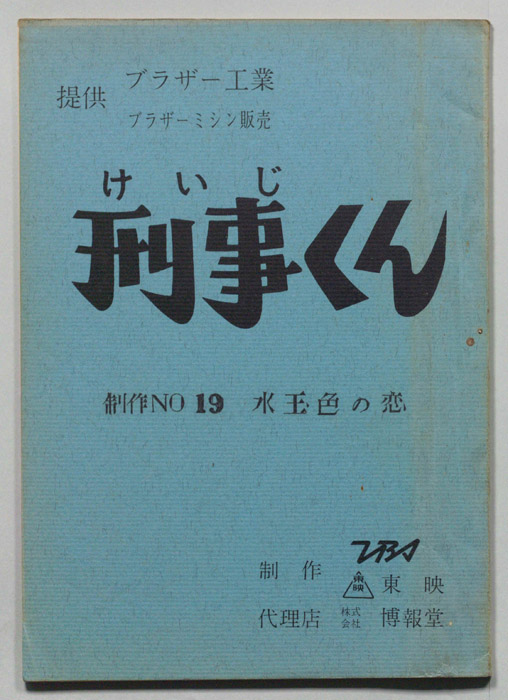 提供 ブラザー工業
ブラザーミシン販売
けいじ
刑事くん
制作NO 19 水玉色の恋
TBS
制作 東映 東映
代理店 株式会社 博報堂